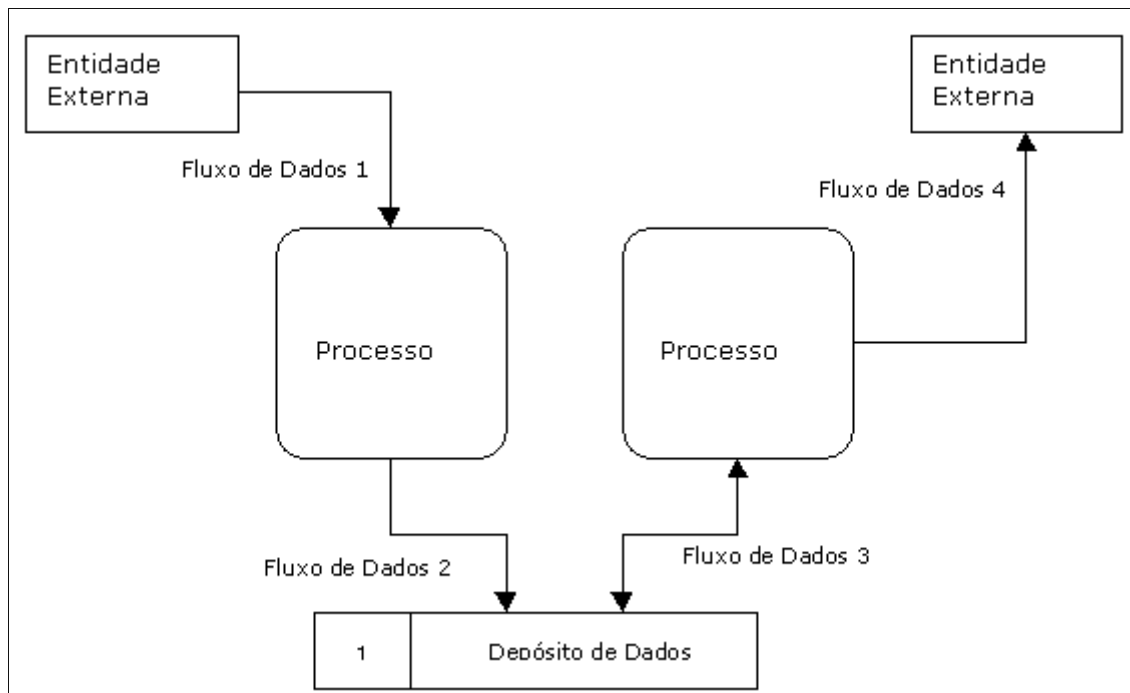 Entidade
Externa
Entidade
Externa
Fluxo de Dados 1
Fluxo de Dados 4
Processo
Processo
Fluxo de Dados 2
Fluxo de Dados 3
1
Depósito de Dados